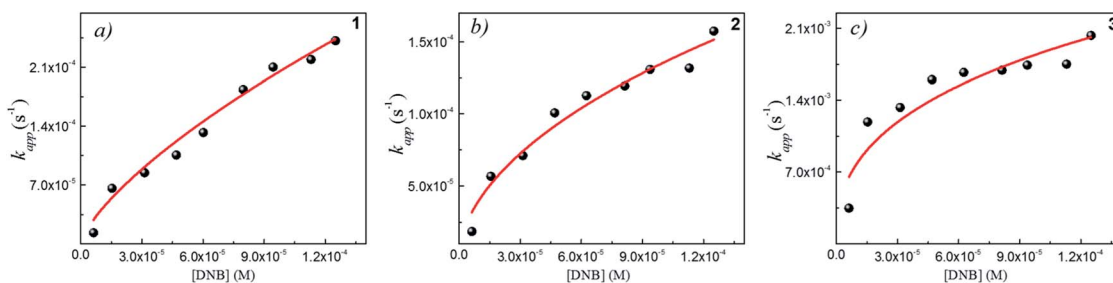 a) 1
2.1x10⁻⁴
1.4x10⁻⁴
7.0x10⁻⁵
k_app (s⁻¹)
0.0 3.0x10⁻⁵ 6.0x10⁻⁵ 9.0x10⁻⁵ 1.2x10⁻⁴
[DNB] (M)
b) 2
1.5x10⁻⁴
1.0x10⁻⁴
5.0x10⁻⁵
k_app (s⁻¹)
0.0 3.0x10⁻⁵ 6.0x10⁻⁵ 9.0x10⁻⁵ 1.2x10⁻⁴
[DNB] (M)
c) 3
2.1x10⁻³
1.4x10⁻³
7.0x10⁻⁴
k_app (s⁻¹)
0.0 3.0x10⁻⁵ 6.0x10⁻⁵ 9.0x10⁻⁵ 1.2x10⁻⁴
[DNB] (M)